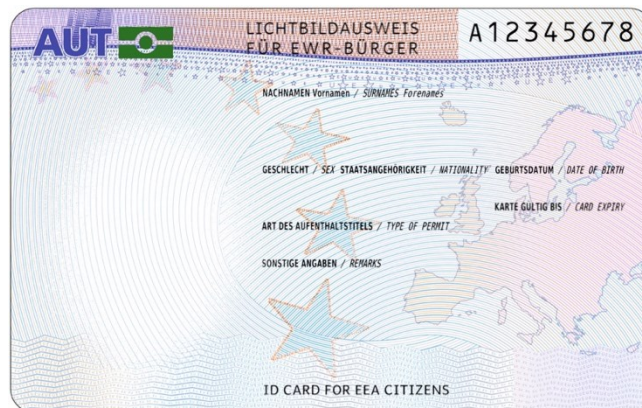 AUT
LICHTBILDAUSWEIS
FÜR EWR-BÜRGER
A12345678
NACHNAMEN Vornamen / SURNAMES Forenames
GESCHLECHT / SEX STAATSANGEHÖRIGKEIT / NATIONALITY GEBURTSDATUM / DATE OF BIRTH
KARTE GÜLTIG BIS / CARD EXPIRY
ART DES AUFENTHALTSTITELS / TYPE OF PERMIT
SONSTIGE ANGABEN / REMARKS
ID CARD FOR EEA CITIZENS